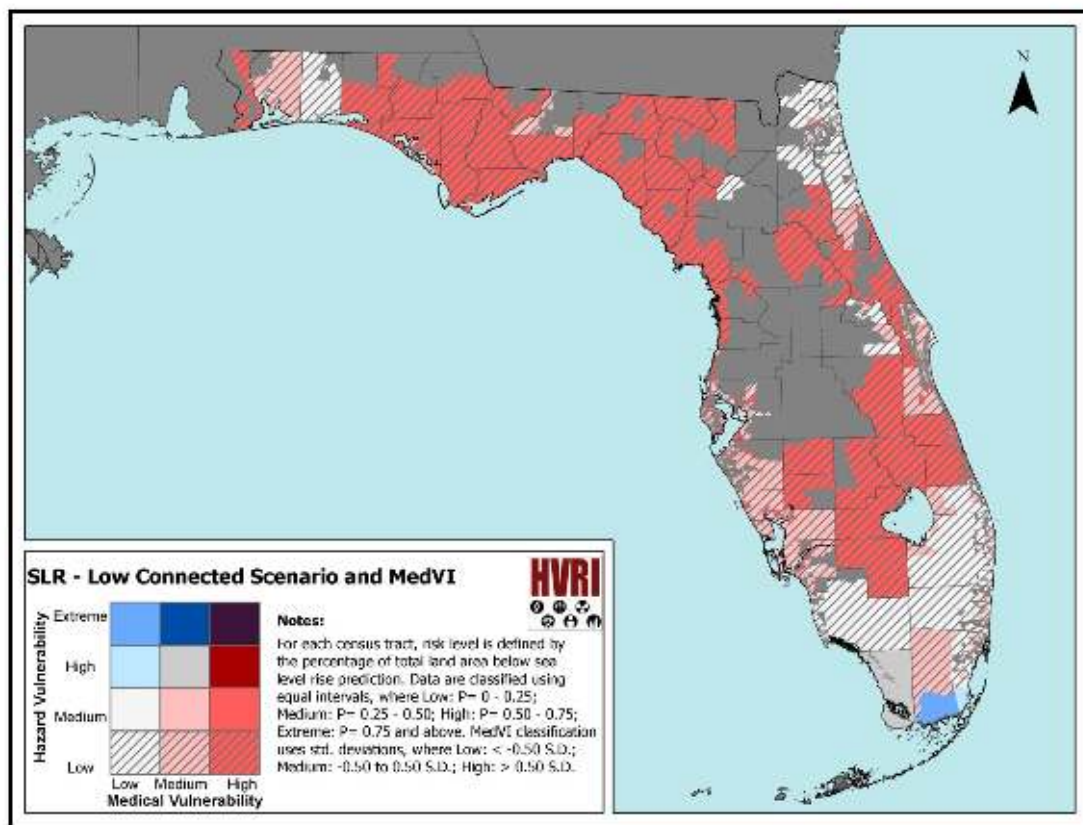 N
SLR - Low Connected Scenario and MedVI
HVRI
Hazard Vulnerability
Extreme
High
Medium
Low
Low Medium High
Medical Vulnerability
Notes:
For each census tract, risk level is defined by
the percentage of total land area below sea
level rise prediction. Data are classified using
equal intervals, where Low: P= 0 - 0.25;
Medium: P= 0.25 - 0.50; High: P= 0.50 - 0.75;
Extreme: P= 0.75 and above. MedVI classification
uses std. deviations, where Low: < -0.50 S.D.;
Medium: -0.50 to 0.50 S.D.; High: > 0.50 S.D.